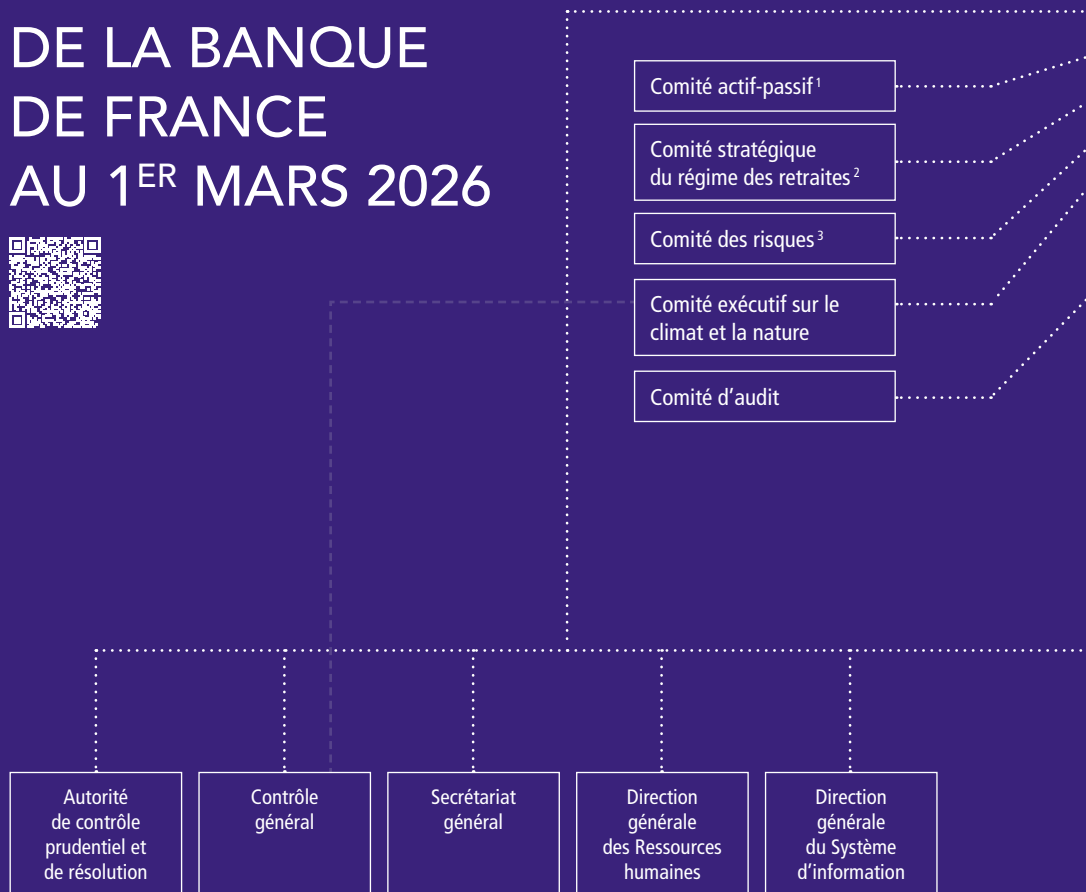 DE LA BANQUE
DE FRANCE
AU 1ER MARS 2026
Comité actif-passif 1
Comité stratégique
du régime des retraites 2
Comité des risques 3
Comité exécutif sur le
climat et la nature
Comité d’audit
Autorité
de contrôle
prudentiel et
de résolution
Contrôle
général
Secrétariat
général
Direction
générale
des Ressources
humaines
Direction
générale
du Système
d’information